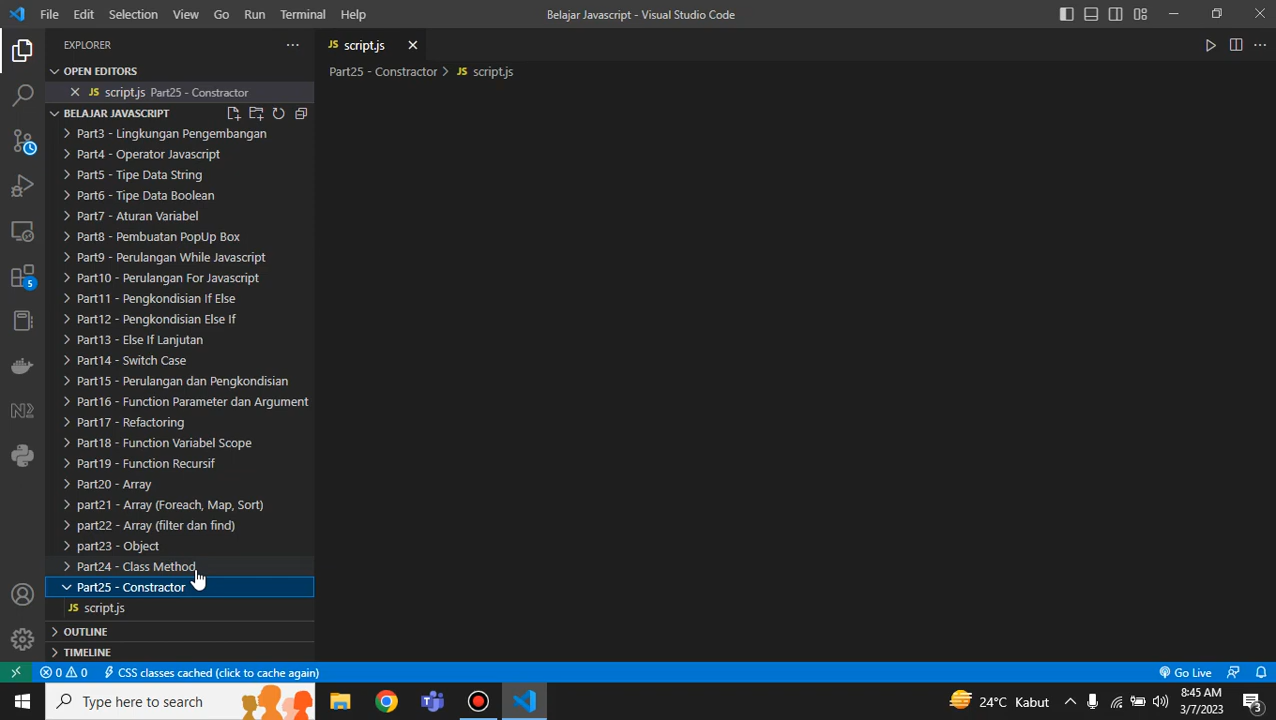 File Edit Selection View Go Run Terminal Help
Belajar Javascript - Visual Studio Code
EXPLORER
JS script.js
OPEN EDITORS
Part25 - Constractor > JS script.js
JS script.js Part25 - Constractor
BELAJAR JAVASCRIPT
Part3 - Lingkungan Pengembangan
Part4 - Operator Javascript
Part5 - Tipe Data String
Part6 - Tipe Data Boolean
Part7 - Aturan Variabel
Part8 - Pembuatan PopUp Box
Part9 - Perulangan While Javascript
Part10 - Perulangan For Javascript
Part11 - Pengkondisian If Else
Part12 - Pengkondisian Else If
Part13 - Else If Lanjutan
Part14 - Switch Case
Part15 - Perulangan dan Pengkondisian
Part16 - Function Parameter dan Argument
Part17 - Refactoring
Part18 - Function Variabel Scope
Part19 - Function Recursif
Part20 - Array
part21 - Array (Foreach, Map, Sort)
part22 - Array (filter dan find)
part23 - Object
Part24 - Class Method
Part25 - Constractor
JS script.js
OUTLINE
TIMELINE
5
N2
0 0 CSS classes cached (click to cache again)
Go Live
Type here to search
24°C Kabut
8:45 AM
3/7/2023
3